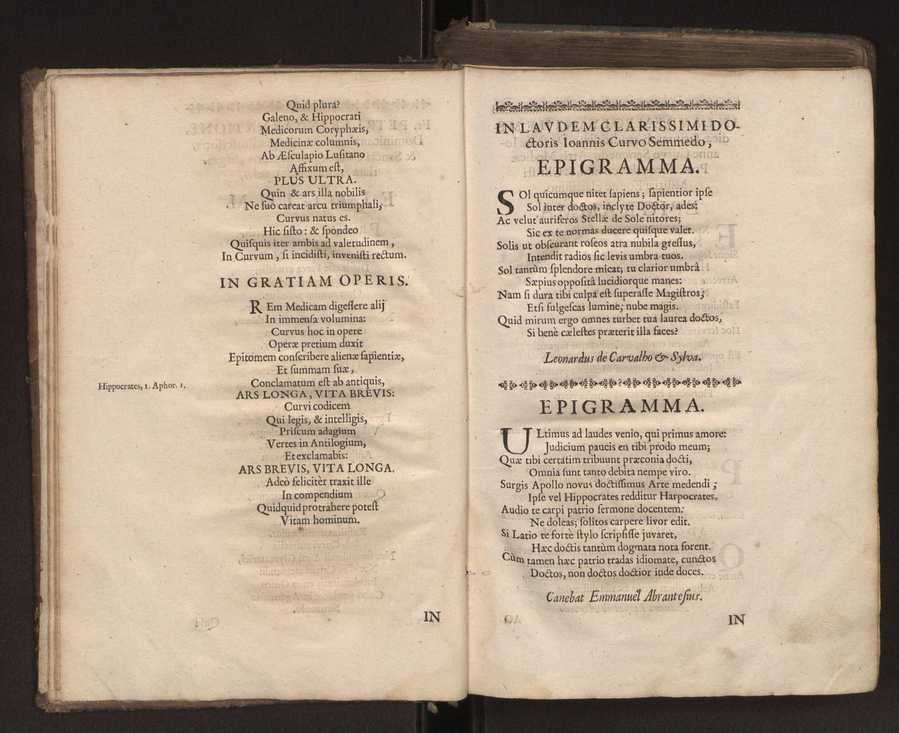 Quid plura?
Galeno, & Hippocrati
Medicorum Coryphæis,
Medicinæ columnis,
Ab Æsculapio Lusitano
Affixum est,
PLUS ULTRA.
Quin & ars illa nobilis
Ne suo careat arcu triumphali,
Curvus natus es.
Hic sisto: & spondeo
Quisquis iter ambis ad valetudinem,
In Curvum, si incidisti, invenisti rectum.
IN GRATIAM OPERIS.
REm Medicam digessere alij
In immensa volumina:
Curvus hoc in opere
Operæ pretium duxit
Epitomem conscribere alienæ sapientiæ,
Et summam suæ,
Hippocrates, 1. Aphor. 1.
Conclamatum est ab antiquis,
ARS LONGA, VITA BREVIS:
Curvi codicem
Qui legis, & intelligis,
Priscum adagium
Vertes in Antilogium,
Et exclamabis:
ARS BREVIS, VITA LONGA.
Adeò felicitèr traxit ille
In compendium
Quidquid protrahere potest
Vitam hominum.
IN
IN LAVDEM CLARISSIMI DO-
ctoris Ioannis Curvo Semmedo,
EPIGRAMMA.
SOl quicumque nitet sapiens; sapientior ipse
Sol inter doctos, inclyte Doctor, ades;
Ac velut auriferos Stellæ de Sole nitores;
Sic ex te normas ducere quisque valet.
Solis ut obscurant roseos atra nubila gressus,
Intendit radios sic levis umbra tuos.
Sol tantùm splendore micat; tu clarior umbrâ
Sæpius oppositâ lucidiorque manes:
Nam si dura tibi culpa est superasse Magistros;
Etsi fulgescas lumine, nube magis.
Quid mirum ergo omnes turbet tua laurea doctos,
Si benè cælestes præterit illa faces?
Leonardus de Carvalho & Sylva.
EPIGRAMMA.
ULtimus ad laudes venio, qui primus amore:
Judicium paucis en tibi prodo meum;
Quæ tibi certatim tribuunt præconia docti,
Omnia sunt tanto debita nempe viro.
Surgis Apollo novus doctissimus Arte medendi;
Ipse vel Hippocrates redditur Harpocrates.
Audio te carpi patrio sermone docentem:
Ne doleas; solitos carpere livor edit.
Si Latio te fortè stylo scripsisse juvaret,
Hæc doctis tantùm dogmata nota forent.
Cùm tamen hæc patrio tradas idiomate, cunctos
Doctos, non doctos doctior inde doces.
Canebat Emmanuel Abrantesius.
IN